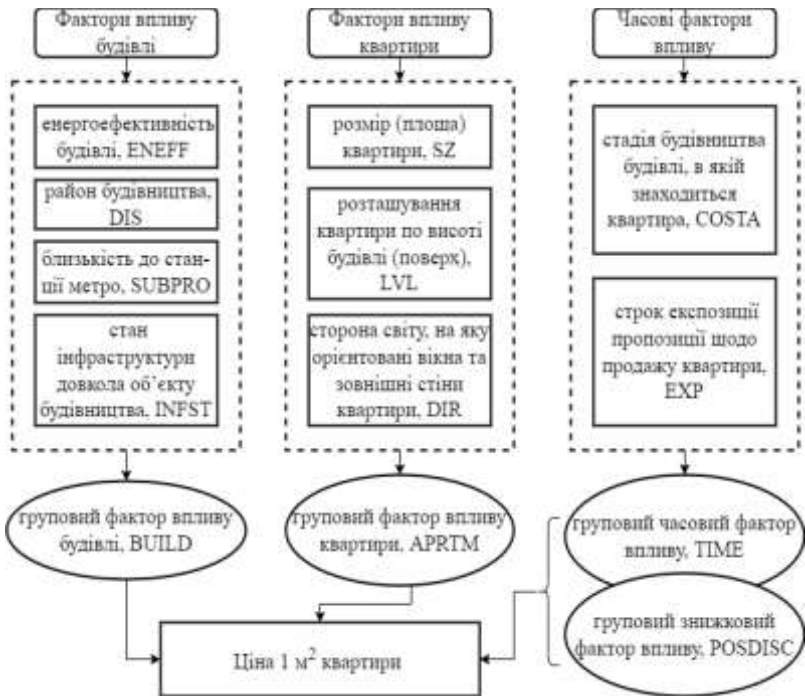 Фактори впливу
будівлі
енергоефективність
будівлі, ENEFF
район будівництва,
DIS
близькість до стан-
ції метро, SUBPRO
стан
інфраструктури
довкола об`єкту
будівництва, INFST
груповий фактор впливу
будівлі, BUILD
Фактори впливу
квартири
розмір (плоша)
квартири, SZ
розташування
квартири по висоті
будівлі (поверх),
LVL
сторона світу, на яку
орієнтовані вікна та
зовнішні стіни
квартири, DIR
груповий фактор впливу
квартири, APRTM
Часові фактори
впливу
стадія будівництва
будівлі, в якій
знаходиться
квартира, COSTA
строк експозиції
пропозиції щодо
продажу квартири,
EXP
груповий часовий фактор
впливу, TIME
груповий знижковий
фактор впливу, POSDISC
Ціна 1 м² квартири